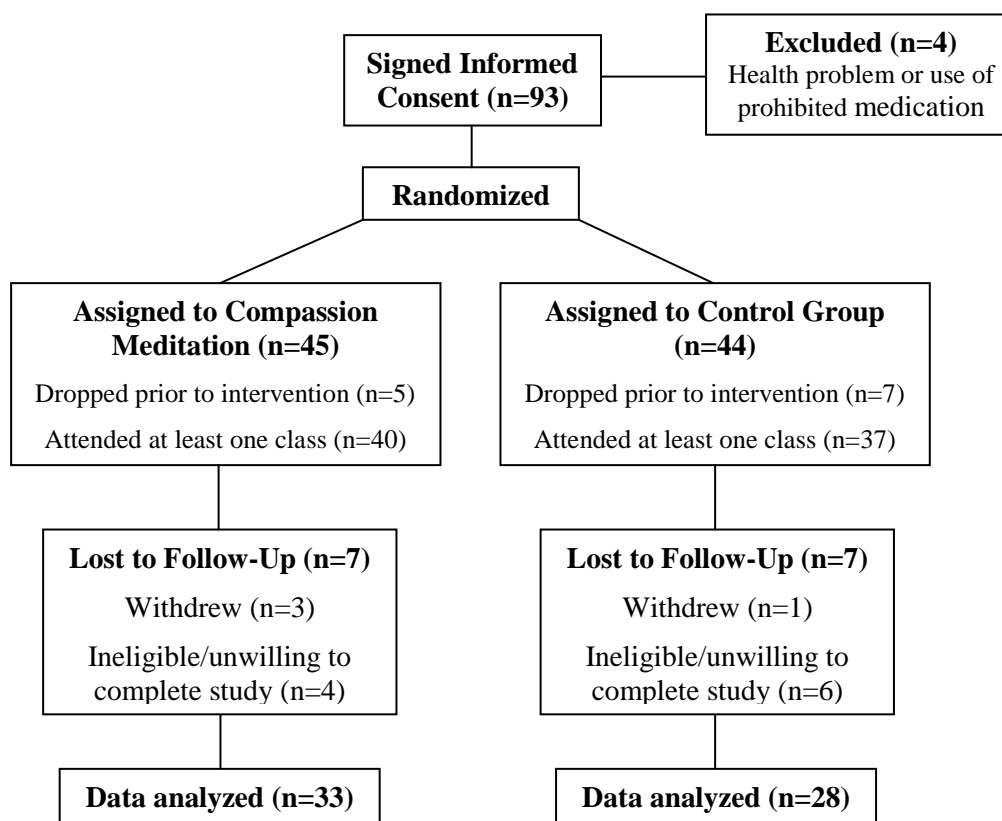 Signed Informed
Consent (n=93)
Excluded (n=4)
Health problem or use of
prohibited medication
Randomized
Assigned to Compassion
Meditation (n=45)
Dropped prior to intervention (n=5)
Attended at least one class (n=40)
Assigned to Control Group
(n=44)
Dropped prior to intervention (n=7)
Attended at least one class (n=37)
Lost to Follow-Up (n=7)
Withdrew (n=3)
Ineligible/unwilling to
complete study (n=4)
Lost to Follow-Up (n=7)
Withdrew (n=1)
Ineligible/unwilling to
complete study (n=6)
Data analyzed (n=33)
Data analyzed (n=28)